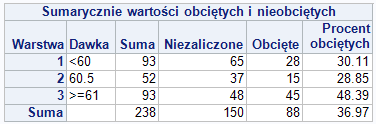 Sumarycznie wartości obciętych i nieobciętych
Warstwa Dawka Suma Niezaliczone Obcięte Procent obciętych
1 <60 93 65 28 30.11
2 60.5 52 37 15 28.85
3 >=61 93 48 45 48.39
Suma 238 150 88 36.97